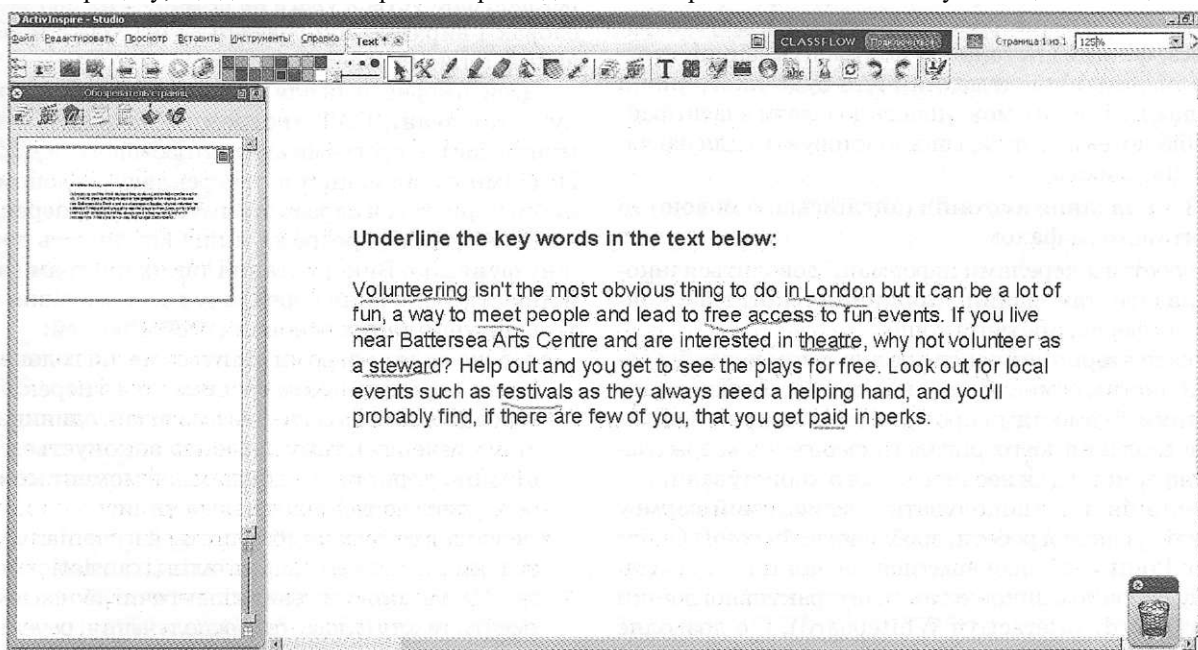 ActivInspire - Studio
Файл Редактировать Просмотр Вставить Инструменты Справка Text* CLASSFLOW Страница 1 из 1 125%
Обозреватель страниц
Underline the key words in the text below:
Volunteering isn't the most obvious thing to do in London but it can be a lot of
fun, a way to meet people and lead to free access to fun events. If you live
near Battersea Arts Centre and are interested in theatre, why not volunteer as
a steward? Help out and you get to see the plays for free. Look out for local
events such as festivals as they always need a helping hand, and you'll
probably find, if there are few of you, that you get paid in perks.